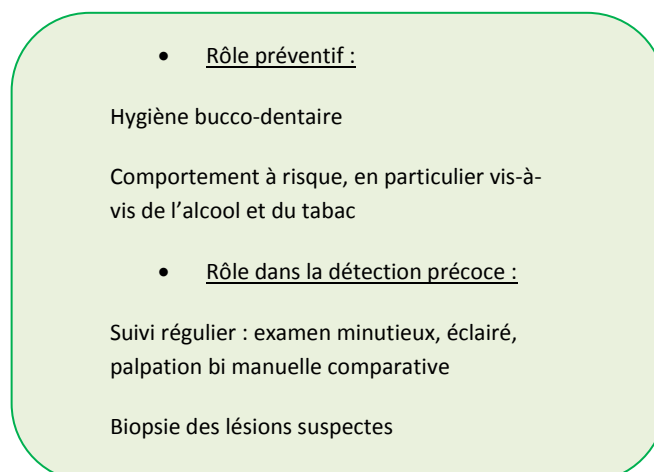 • Rôle préventif :
Hygiène bucco-dentaire
Comportement à risque, en particulier vis-à-
vis de l’alcool et du tabac
• Rôle dans la détection précoce :
Suivi régulier : examen minutieux, éclairé,
palpation bi manuelle comparative
Biopsie des lésions suspectes